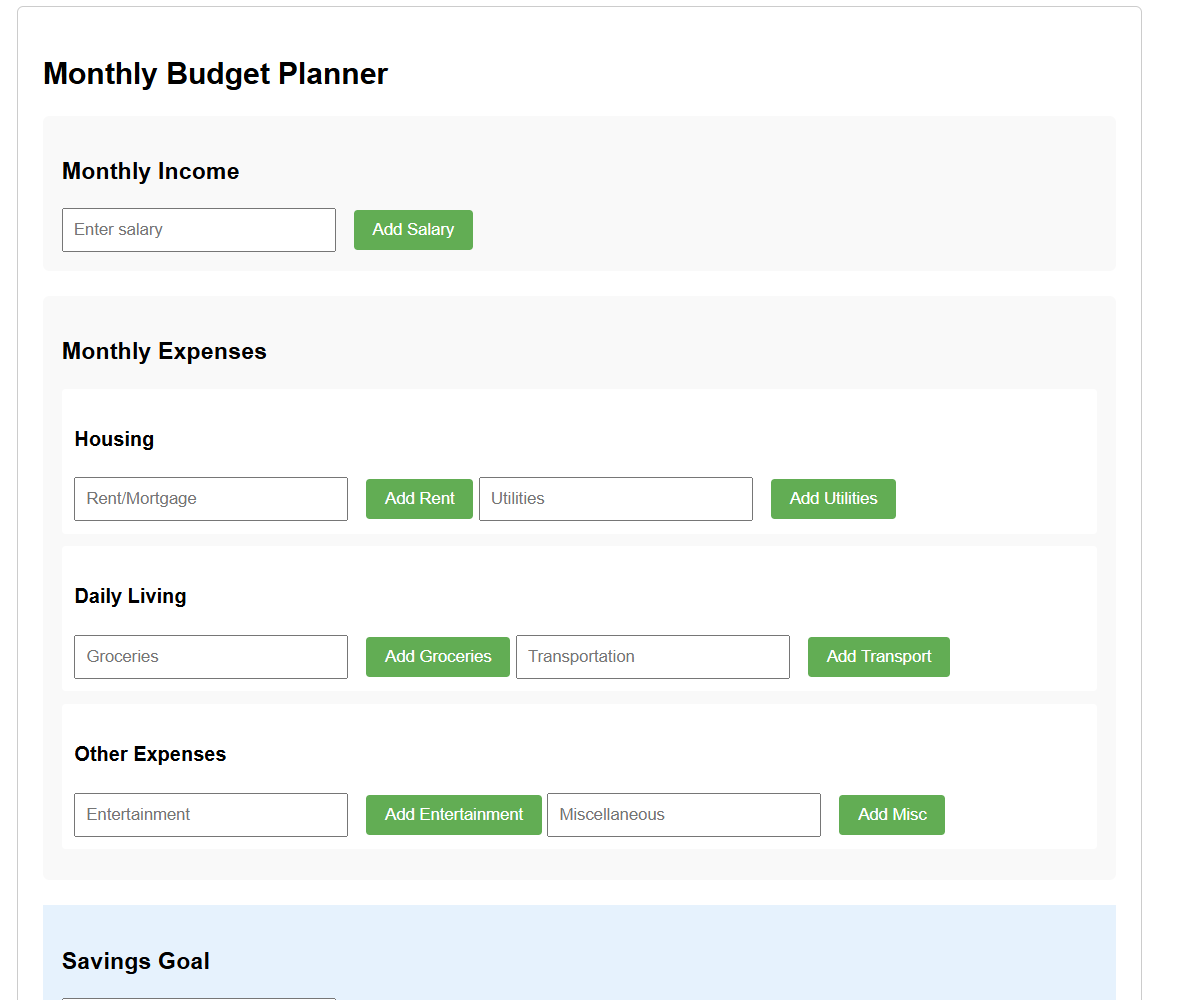 Monthly Budget Planner
Monthly Income
Enter salary Add Salary
Monthly Expenses
Housing
Rent/Mortgage Add Rent Utilities Add Utilities
Daily Living
Groceries Add Groceries Transportation Add Transport
Other Expenses
Entertainment Add Entertainment Miscellaneous Add Misc
Savings Goal